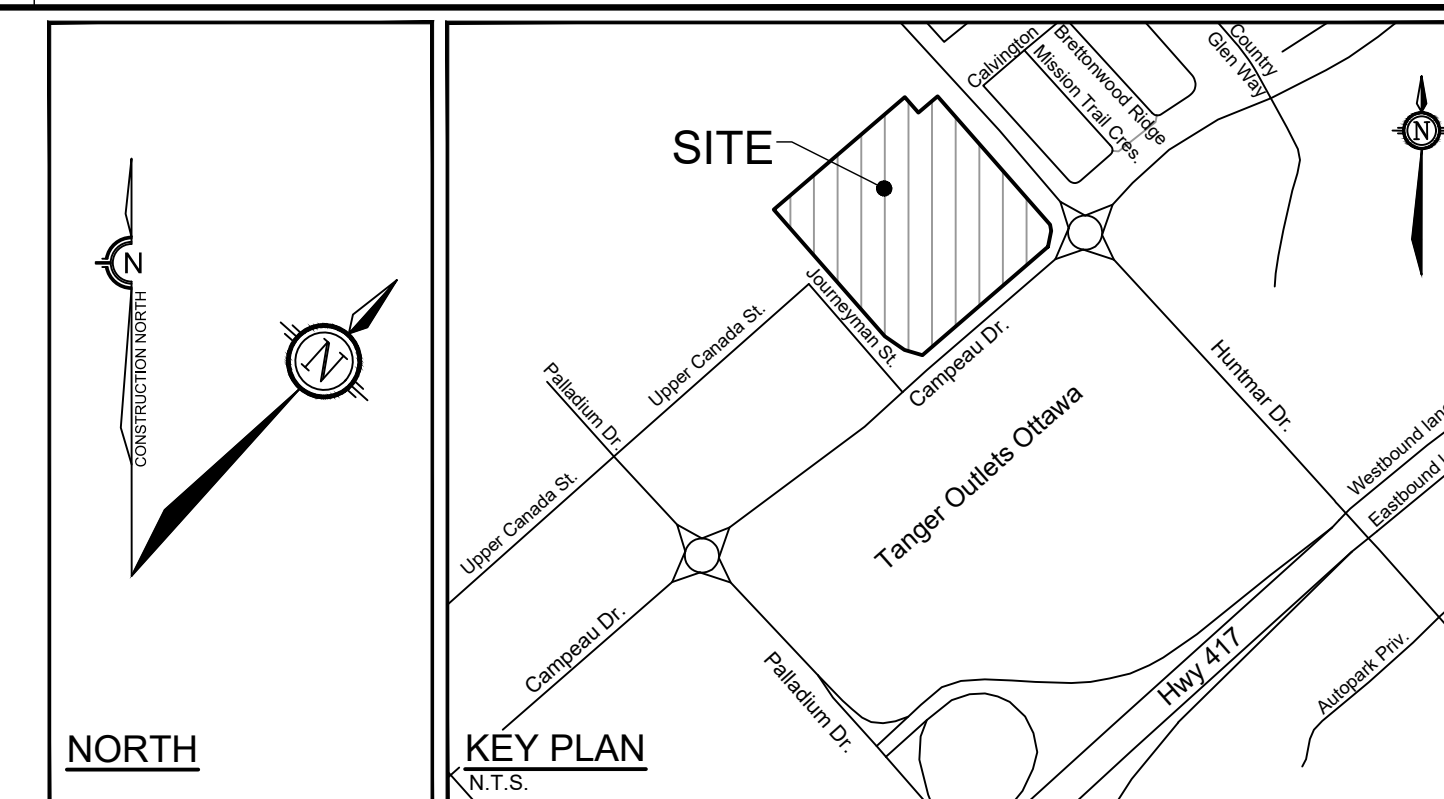 N
CONSTRUCTION NORTH
N
NORTH
Calvington
Brettonwood Ridge
Mission Trail Cres.
Country
Glen Way
N
SITE
Journeyman St.
Upper Canada St.
Campeau Dr.
Palladium Dr.
Huntmar Dr.
Tanger Outlets Ottawa
Westbound
Eastbound
Upper Canada St.
Campeau Dr.
Palladium Dr.
Hwy 417
Autopark Priv.
KEY PLAN
N.T.S.